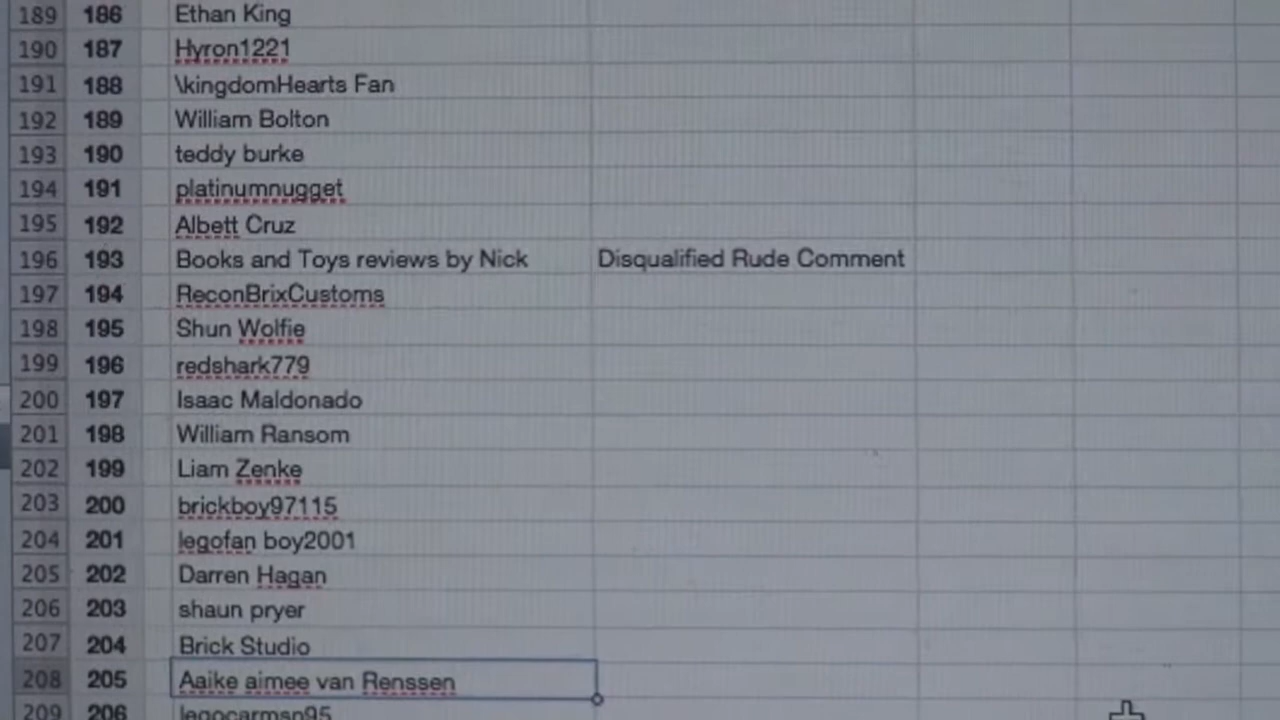 189 186 Ethan King
190 187 Hyron1221
191 188 \kingdomHearts Fan
192 189 William Bolton
193 190 teddy burke
194 191 platinumnugget
195 192 Albett Cruz
196 193 Books and Toys reviews by Nick Disqualified Rude Comment
197 194 ReconBrixCustoms
198 195 Shun Wolfie
199 196 redshark779
200 197 Isaac Maldonado
201 198 William Ransom
202 199 Liam Zenke
203 200 brickboy97115
204 201 legofan boy2001
205 202 Darren Hagan
206 203 shaun pryer
207 204 Brick Studio
208 205 Aaike aimee van Renssen
209 206